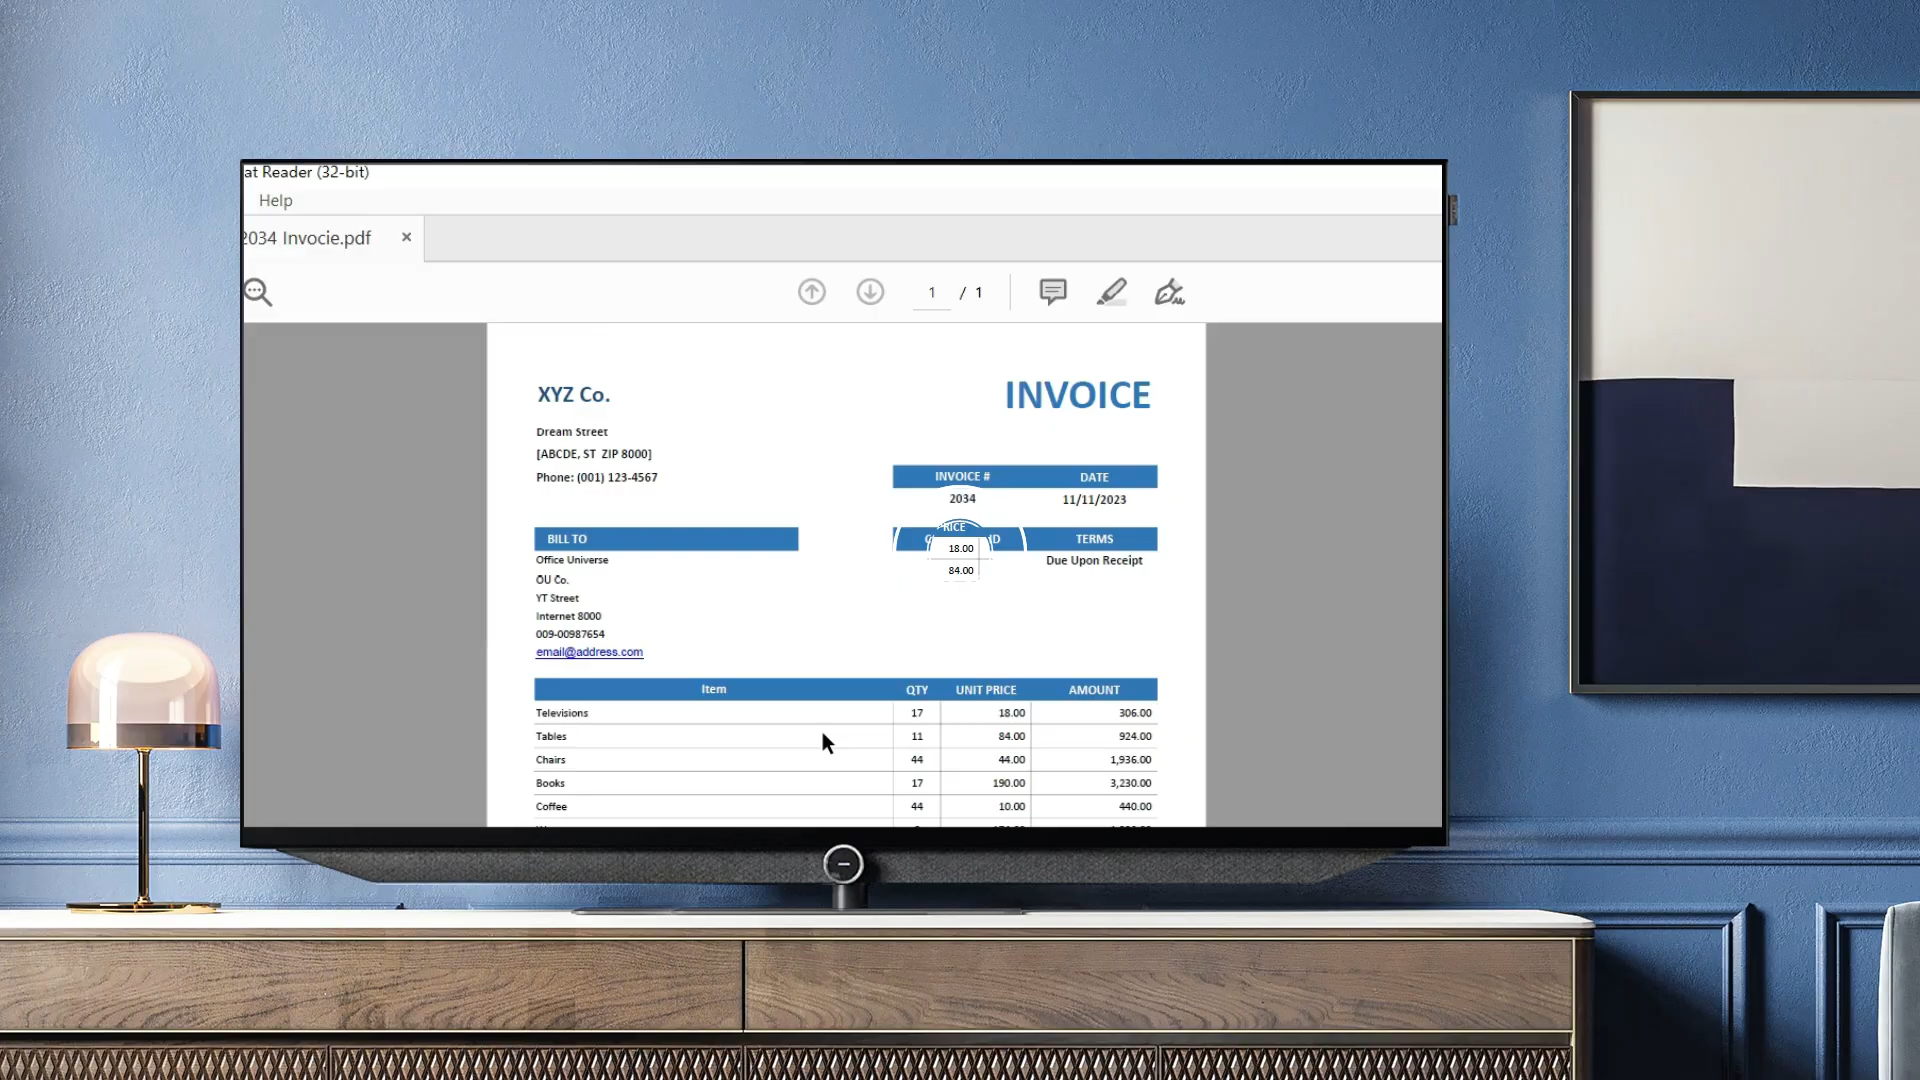 at Reader (32-bit)
Help
2034 Invocie.pdf
1 / 1
XYZ Co.
INVOICE
Dream Street
[ABCDE, ST ZIP 8000]
Phone: (001) 123-4567
INVOICE # DATE
2034 11/11/2023
RICE
BILL TO
TERMS
18.00
84.00
Office Universe
Due Upon Receipt
OU Co.
YT Street
Internet 8000
009-00987654
email@address.com
Item QTY UNIT PRICE AMOUNT
Televisions 17 18.00 306.00
Tables 11 84.00 924.00
Chairs 44 44.00 1,936.00
Books 17 190.00 3,230.00
Coffee 44 10.00 440.00